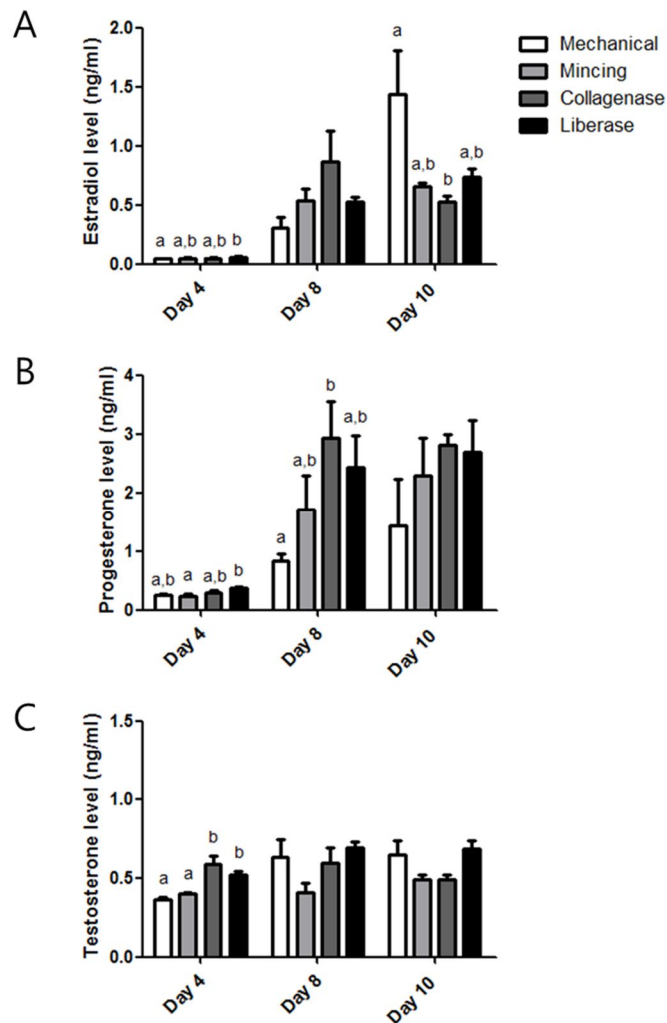 A
Estradiol level (ng/ml)
2.0
1.5
1.0
0.5
0.0
a a,b a,b b
a a,b b a,b
Day 4 Day 8 Day 10
Mechanical
Mincing
Collagenase
Liberase
B
Progesterone level (ng/ml)
4
3
2
1
0
a,b a a,b b
a a,b b a,b
Day 4 Day 8 Day 10
C
Testosterone level (ng/ml)
1.5
1.0
0.5
0.0
a a b b
Day 4 Day 8 Day 10